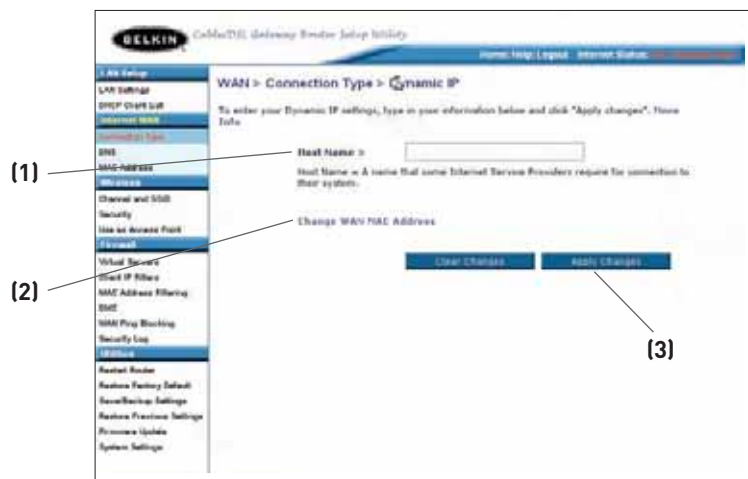 BELKIN Cable/DSL Gateway Router Setup Utility
Home Help Logout Internet Status:
LAN Setup
LAN Settings
DHCP Client List
Internet WAN
Connection Type
DNS
MAC Address
Wireless
Channel and SSID
Security
Use as Access Point
Firewall
Virtual Servers
Client IP Filters
MAC Address Filtering
DMZ
WAN Ping Blocking
Security Log
Utilities
Restart Router
Restore Factory Default
Save/Backup Settings
Restore Previous Settings
Firmware Update
System Settings
WAN > Connection Type > Dynamic IP
To enter your Dynamic IP settings, type in your information below and click "Apply changes". More
Info
(1)
Host Name >
Host Name = A name that some Internet Service Providers require for connection to
their system.
(2)
Change WAN MAC Address
Clear Changes Apply Changes
(3)